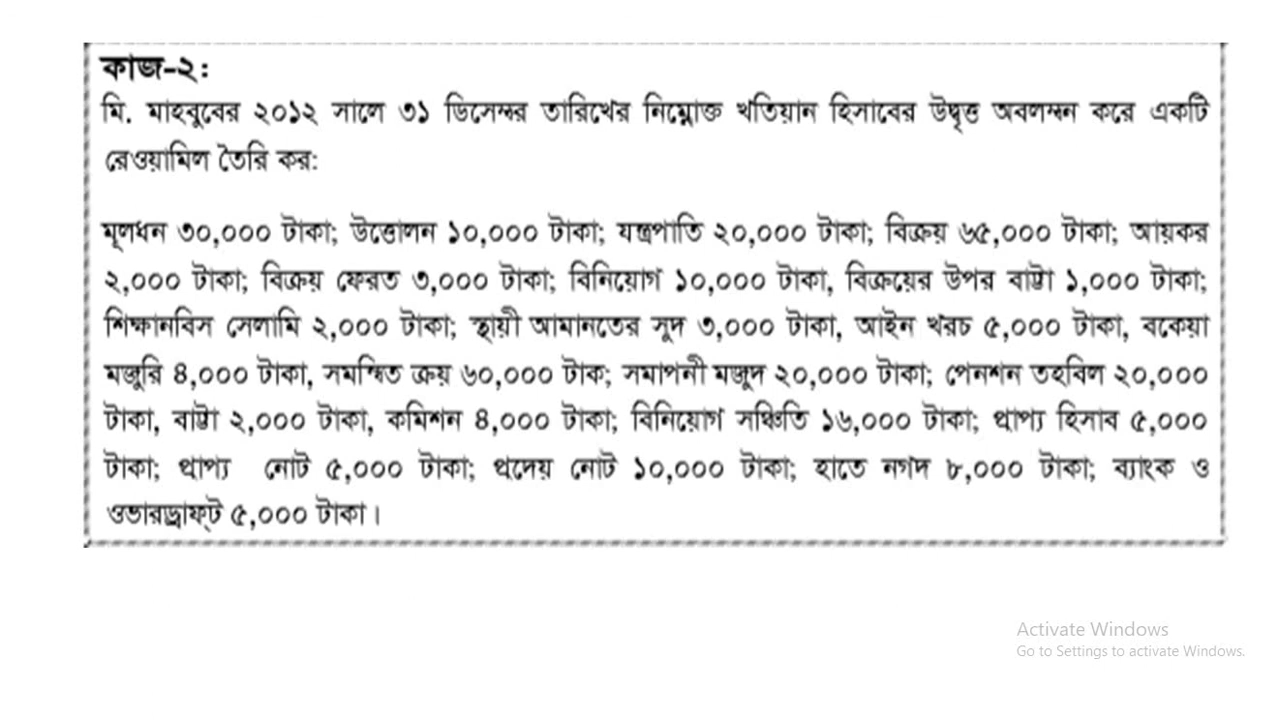 কাজ-২:
মি. মাহবুবের ২০১২ সালে ৩১ ডিসেম্বর তারিখের নিম্নোক্ত খতিয়ান হিসাবের উদ্বৃত্ত অবলম্বন করে একটি
রেওয়ামিল তৈরি কর:
মূলধন ৩০,০০০ টাকা; উত্তোলন ১০,০০০ টাকা; যন্ত্রপাতি ২০,০০০ টাকা; বিক্রয় ৬৫,০০০ টাকা; আয়কর
২,০০০ টাকা; বিক্রয় ফেরত ৩,০০০ টাকা; বিনিয়োগ ১০,০০০ টাকা, বিক্রয়ের উপর বাট্টা ১,০০০ টাকা;
শিক্ষানবিস সেলামি ২,০০০ টাকা; স্থায়ী আমানতের সুদ ৩,০০০ টাকা, আইন খরচ ৫,০০০ টাকা, বকেয়া
মজুরি ৪,০০০ টাকা, সমন্বিত ক্রয় ৬০,০০০ টাক; সমাপনী মজুদ ২০,০০০ টাকা; পেনশন তহবিল ২০,০০০
টাকা, বাট্টা ২,০০০ টাকা, কমিশন ৪,০০০ টাকা; বিনিয়োগ সঞ্চিতি ১৬,০০০ টাকা; প্রাপ্য হিসাব ৫,০০০
টাকা; প্রাপ্য নোট ৫,০০০ টাকা; প্রদেয় নোট ১০,০০০ টাকা; হাতে নগদ ৮,০০০ টাকা; ব্যাংক ও
ওভারড্রাফ্‌ট ৫,০০০ টাকা।
Activate Windows
Go to Settings to activate Windows.